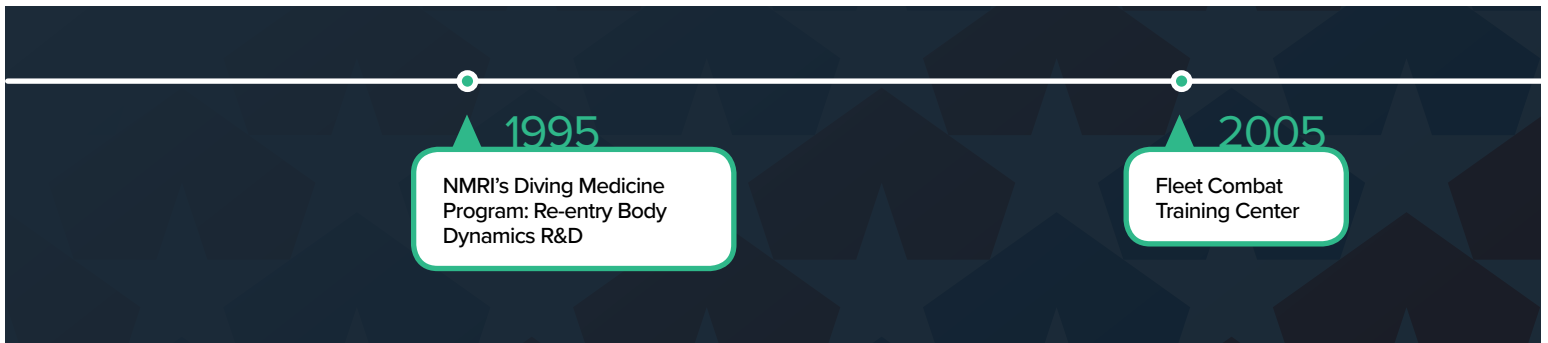 1995
NMRI's Diving Medicine
Program: Re-entry Body
Dynamics R&D
2005
Fleet Combat
Training Center